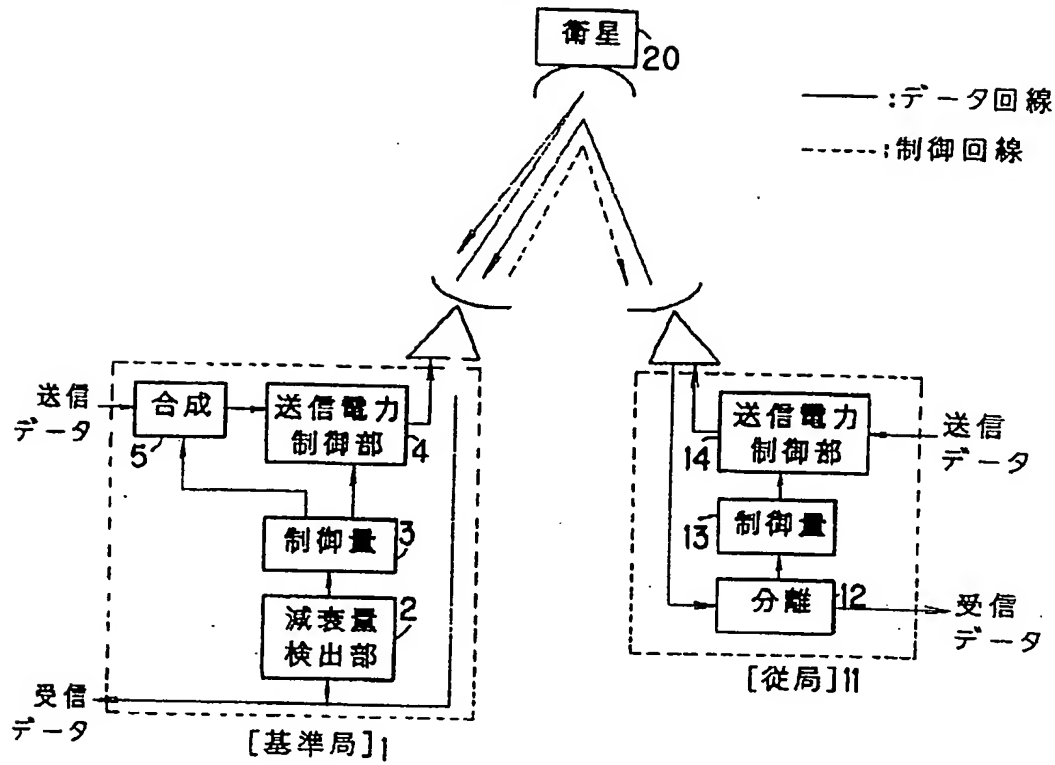 衛星
20
:データ回線
:制御回線
送信
データ
合成
5
送信電力
制御部
4
制御量
3
減衰量
検出部
2
受信
データ
[基準局]1
送信電力
制御部
14
送信
データ
制御量
13
分離
12
受信
データ
[従局]11